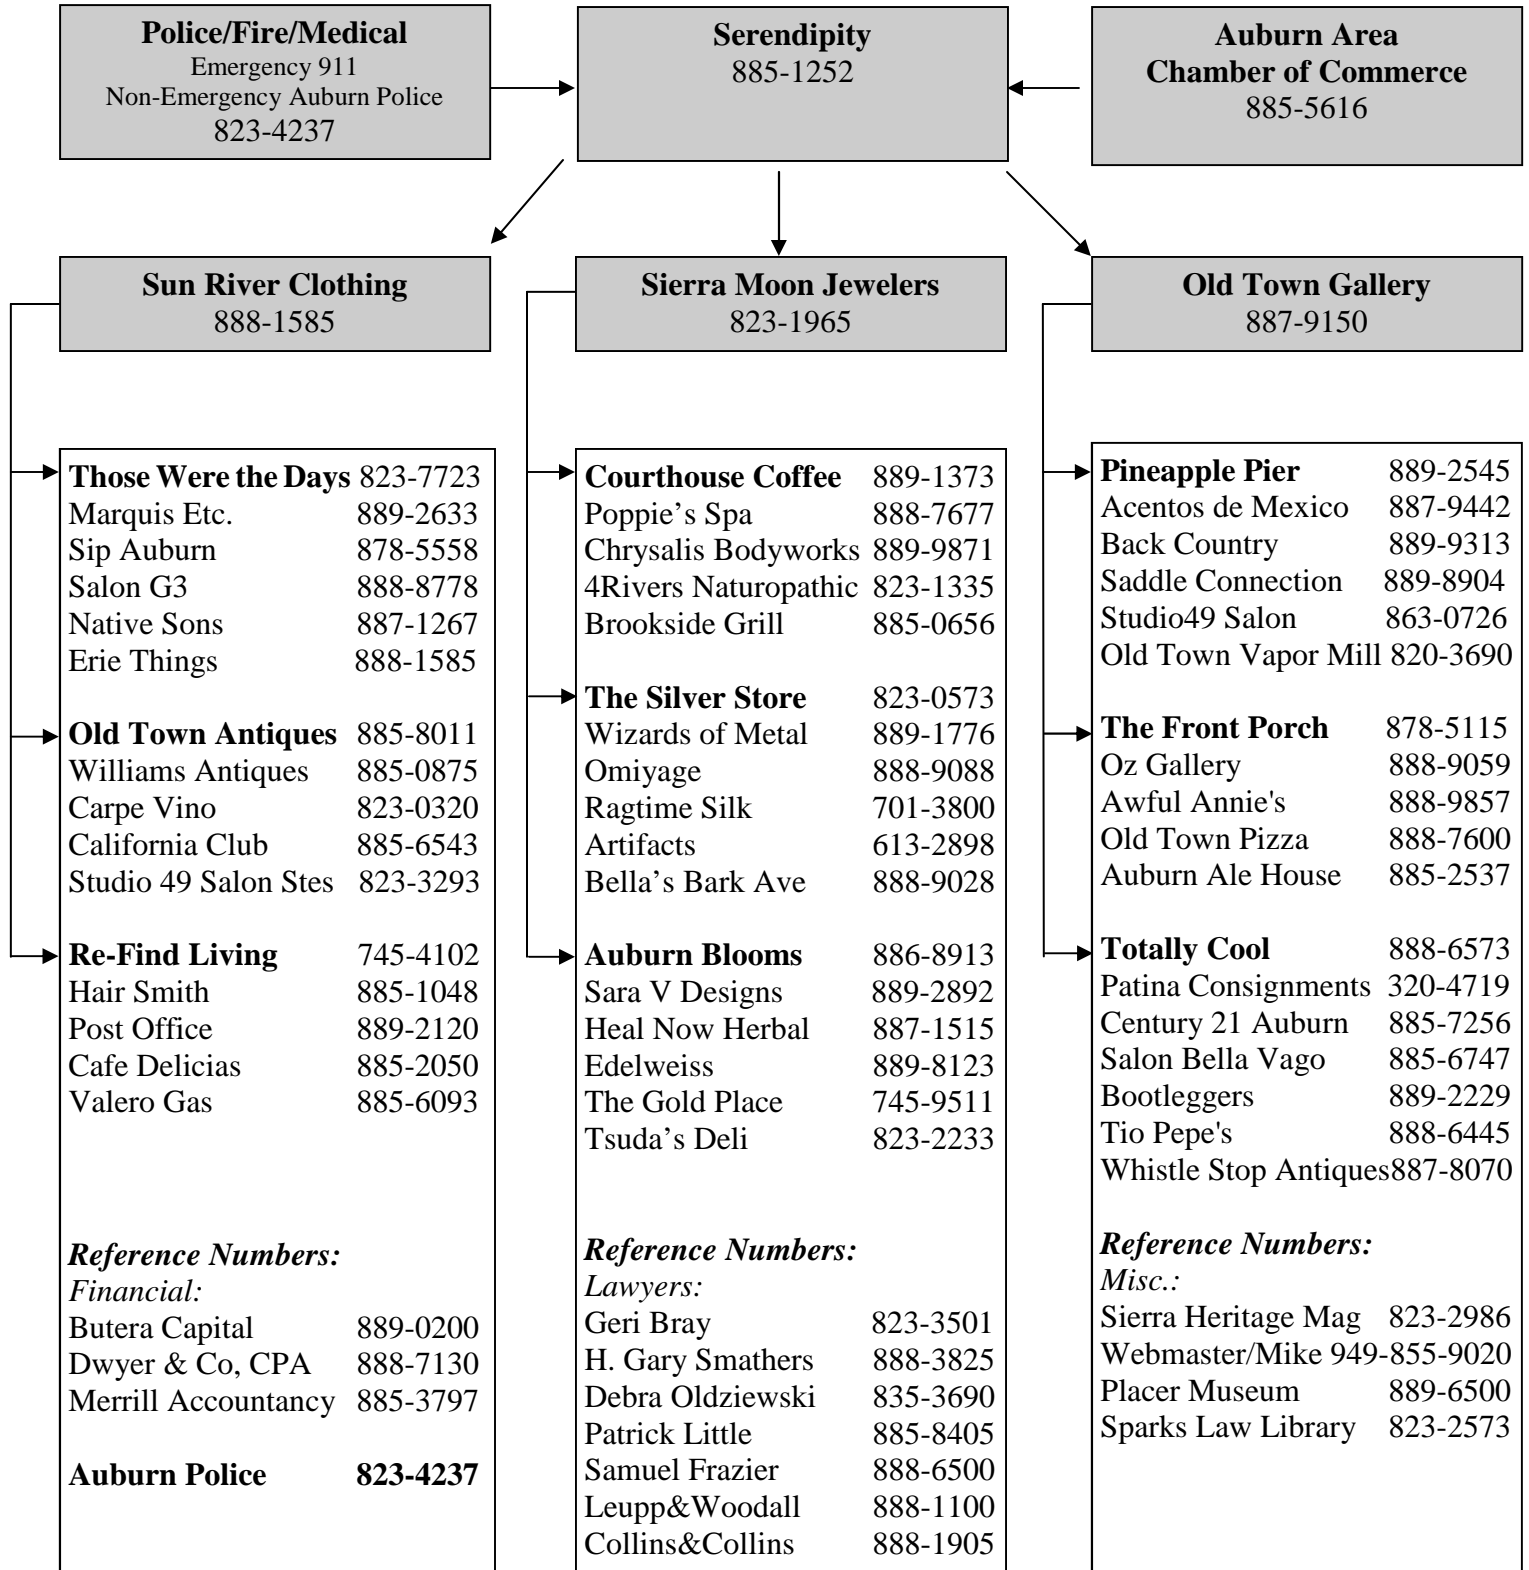 Police/Fire/Medical
Emergency 911
Non-Emergency Auburn Police
823-4237
Serendipity
885-1252
Auburn Area
Chamber of Commerce
885-5616
Sun River Clothing
888-1585
Sierra Moon Jewelers
823-1965
Old Town Gallery
887-9150
Those Were the Days 823-7723
Marquis Etc. 889-2633
Sip Auburn 878-5558
Salon G3 888-8778
Native Sons 887-1267
Erie Things 888-1585
Old Town Antiques 885-8011
Williams Antiques 885-0875
Carpe Vino 823-0320
California Club 885-6543
Studio 49 Salon Stes 823-3293
Re-Find Living 745-4102
Hair Smith 885-1048
Post Office 889-2120
Cafe Delicias 885-2050
Valero Gas 885-6093
Reference Numbers:
Financial:
Butera Capital 889-0200
Dwyer & Co, CPA 888-7130
Merrill Accountancy 885-3797
Auburn Police 823-4237
Courthouse Coffee 889-1373
Poppie’s Spa 888-7677
Chrysalis Bodyworks 889-9871
4Rivers Naturopathic 823-1335
Brookside Grill 885-0656
The Silver Store 823-0573
Wizards of Metal 889-1776
Omiyage 888-9088
Ragtime Silk 701-3800
Artifacts 613-2898
Bella’s Bark Ave 888-9028
Auburn Blooms 886-8913
Sara V Designs 889-2892
Heal Now Herbal 887-1515
Edelweiss 889-8123
The Gold Place 745-9511
Tsuda’s Deli 823-2233
Reference Numbers:
Lawyers:
Geri Bray 823-3501
H. Gary Smathers 888-3825
Debra Oldziewski 835-3690
Patrick Little 885-8405
Samuel Frazier 888-6500
Leupp&Woodall 888-1100
Collins&Collins 888-1905
Pineapple Pier 889-2545
Acentos de Mexico 887-9442
Back Country 889-9313
Saddle Connection 889-8904
Studio49 Salon 863-0726
Old Town Vapor Mill 820-3690
The Front Porch 878-5115
Oz Gallery 888-9059
Awful Annie's 888-9857
Old Town Pizza 888-7600
Auburn Ale House 885-2537
Totally Cool 888-6573
Patina Consignments 320-4719
Century 21 Auburn 885-7256
Salon Bella Vago 885-6747
Bootleggers 889-2229
Tio Pepe's 888-6445
Whistle Stop Antiques887-8070
Reference Numbers:
Misc.:
Sierra Heritage Mag 823-2986
Webmaster/Mike 949-855-9020
Placer Museum 889-6500
Sparks Law Library 823-2573